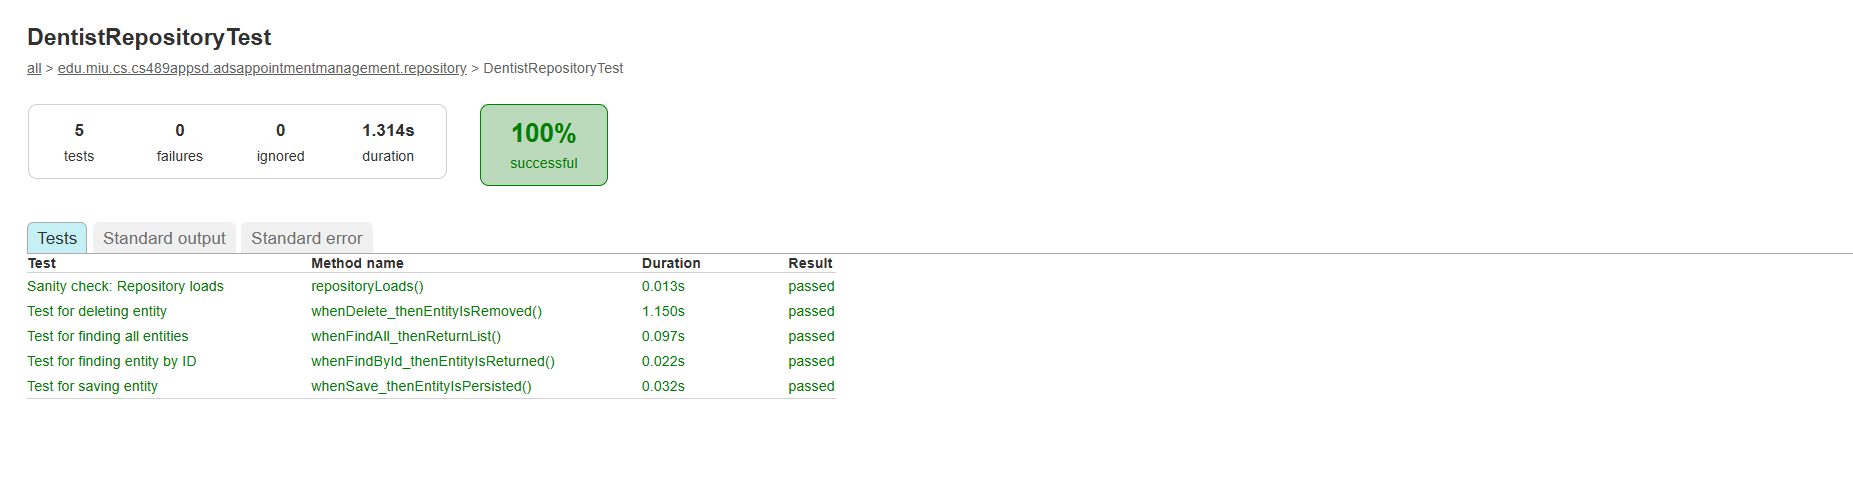 DentistRepositoryTest
all > edu.miu.cs.cs489appsd.adsappointmentmanagement.repository > DentistRepositoryTest
5 0 0 1.314s
tests failures ignored duration
100%
successful
Tests Standard output Standard error
Test Method name Duration Result
Sanity check: Repository loads repositoryLoads() 0.013s passed
Test for deleting entity whenDelete_thenEntityIsRemoved() 1.150s passed
Test for finding all entities whenFindAll_thenReturnList() 0.097s passed
Test for finding entity by ID whenFindById_thenEntityIsReturned() 0.022s passed
Test for saving entity whenSave_thenEntityIsPersisted() 0.032s passed